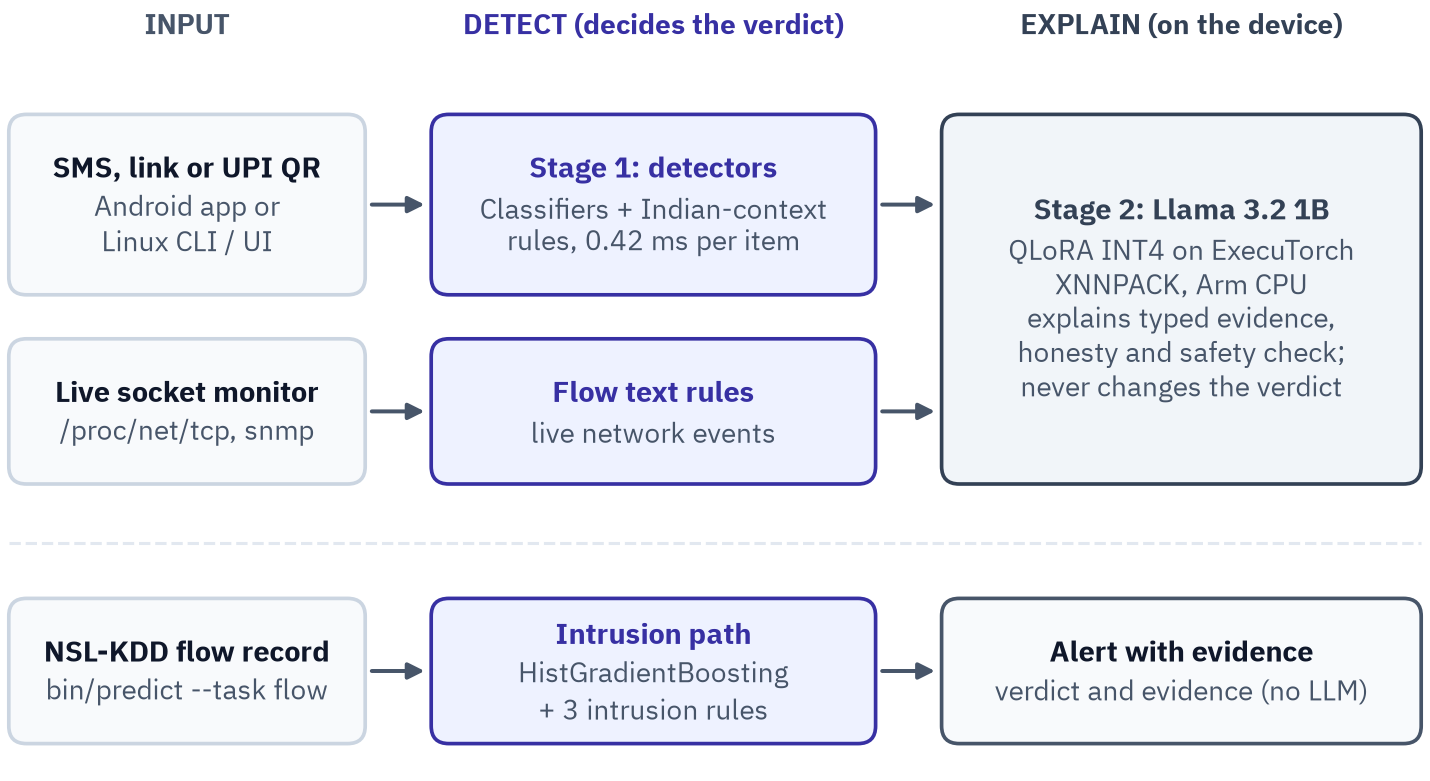 INPUT
DETECT (decides the verdict)
EXPLAIN (on the device)
SMS, link or UPI QR
Android app or
Linux CLI / UI
Stage 1: detectors
Classifiers + Indian-context
rules, 0.42 ms per item
Stage 2: Llama 3.2 1B
QLoRA INT4 on ExecuTorch
XNNPACK, Arm CPU
explains typed evidence,
honesty and safety check;
never changes the verdict
Live socket monitor
/proc/net/tcp, snmp
Flow text rules
live network events
NSL-KDD flow record
bin/predict --task flow
Intrusion path
HistGradientBoosting
+ 3 intrusion rules
Alert with evidence
verdict and evidence (no LLM)